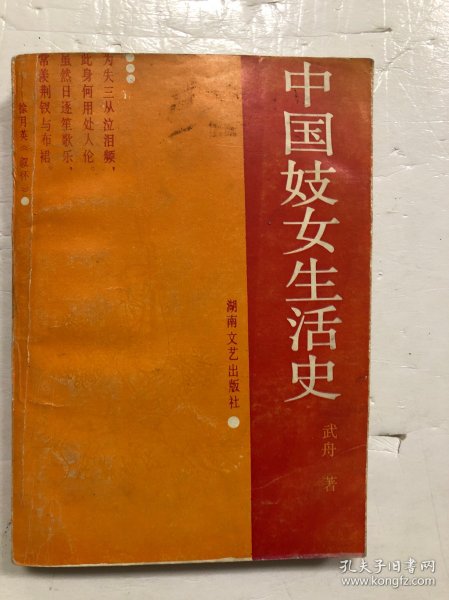 中国妓女生活史
武舟 著
湖南文艺出版社
为失三从泣泪频，
此身何用处人伦。
虽然日逐笙歌乐，
常羡荆钗与布裙。
徐月英《叙怀》
孔夫子旧书网
www.kongfz.com